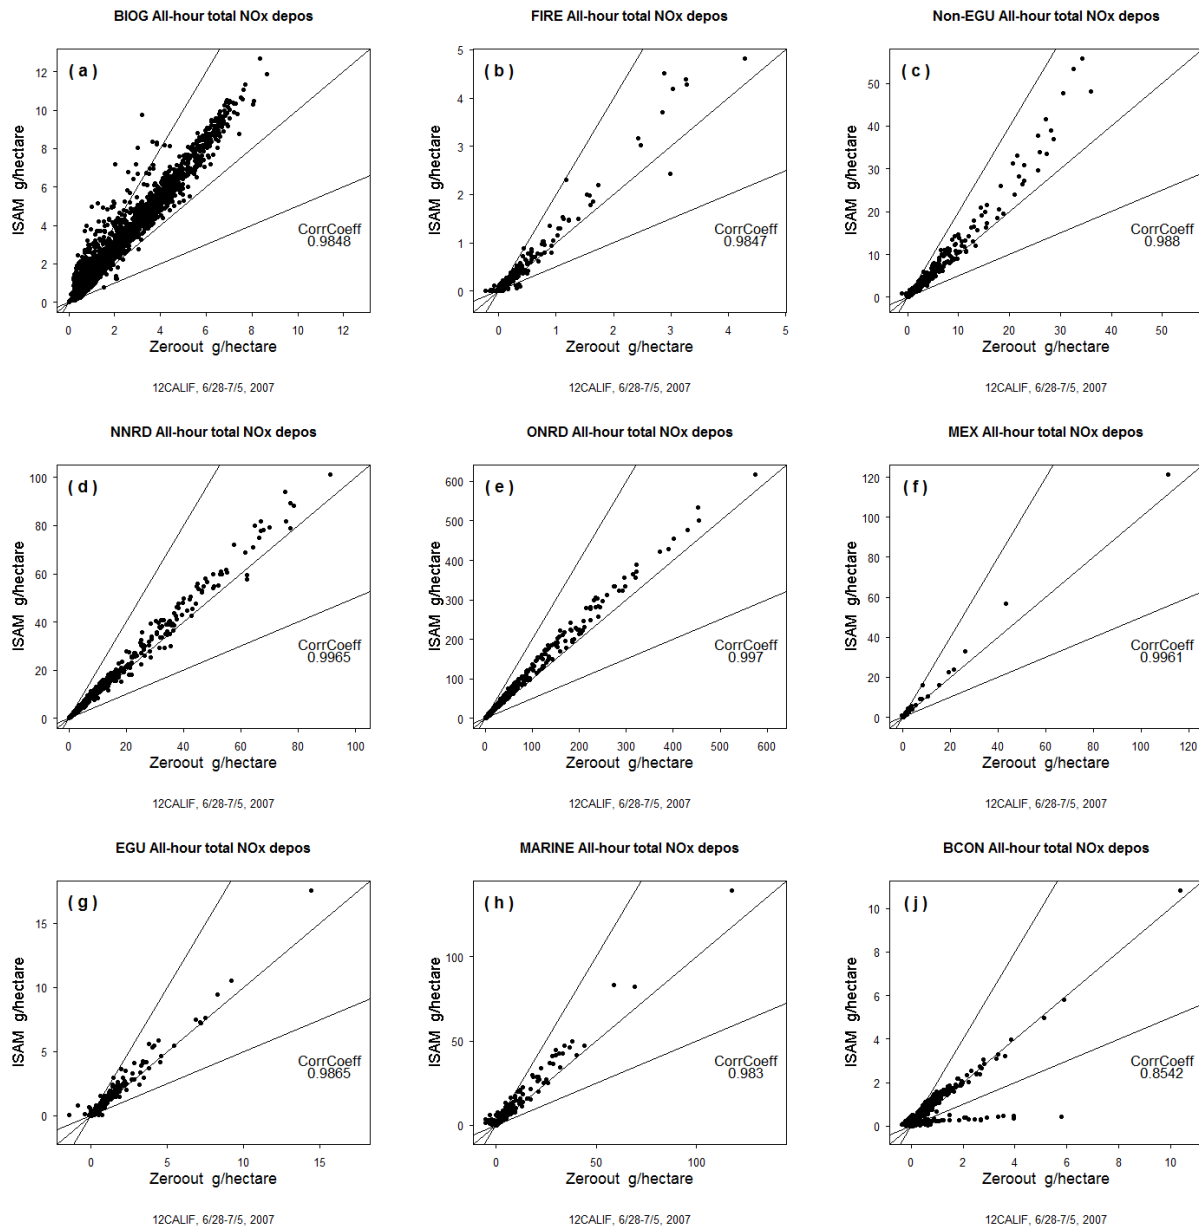 BIOG All-hour total NOx depos
( a )
ISAM g/hectare
12
10
8
6
4
2
0
CorrCoeff
0.9848
0 2 4 6 8 10 12
Zeroout g/hectare
12CALIF, 6/28-7/5, 2007
FIRE All-hour total NOx depos
( b )
ISAM g/hectare
5
4
3
2
1
0
CorrCoeff
0.9847
0 1 2 3 4 5
Zeroout g/hectare
12CALIF, 6/28-7/5, 2007
Non-EGU All-hour total NOx depos
( c )
ISAM g/hectare
50
40
30
20
10
0
CorrCoeff
0.988
0 10 20 30 40 50
Zeroout g/hectare
12CALIF, 6/28-7/5, 2007
NNRD All-hour total NOx depos
( d )
ISAM g/hectare
100
80
60
40
20
0
CorrCoeff
0.9965
0 20 40 60 80 100
Zeroout g/hectare
12CALIF, 6/28-7/5, 2007
ONRD All-hour total NOx depos
( e )
ISAM g/hectare
600
500
400
300
200
100
0
CorrCoeff
0.997
0 100 200 300 400 500 600
Zeroout g/hectare
12CALIF, 6/28-7/5, 2007
MEX All-hour total NOx depos
( f )
ISAM g/hectare
120
100
80
60
40
20
0
CorrCoeff
0.9961
0 20 40 60 80 100 120
Zeroout g/hectare
12CALIF, 6/28-7/5, 2007
EGU All-hour total NOx depos
( g )
ISAM g/hectare
15
10
5
0
CorrCoeff
0.9865
0 5 10 15
Zeroout g/hectare
12CALIF, 6/28-7/5, 2007
MARINE All-hour total NOx depos
( h )
ISAM g/hectare
100
50
0
CorrCoeff
0.983
0 50 100
Zeroout g/hectare
12CALIF, 6/28-7/5, 2007
BCON All-hour total NOx depos
( j )
ISAM g/hectare
10
8
6
4
2
0
CorrCoeff
0.8542
0 2 4 6 8 10
Zeroout g/hectare
12CALIF, 6/28-7/5, 2007